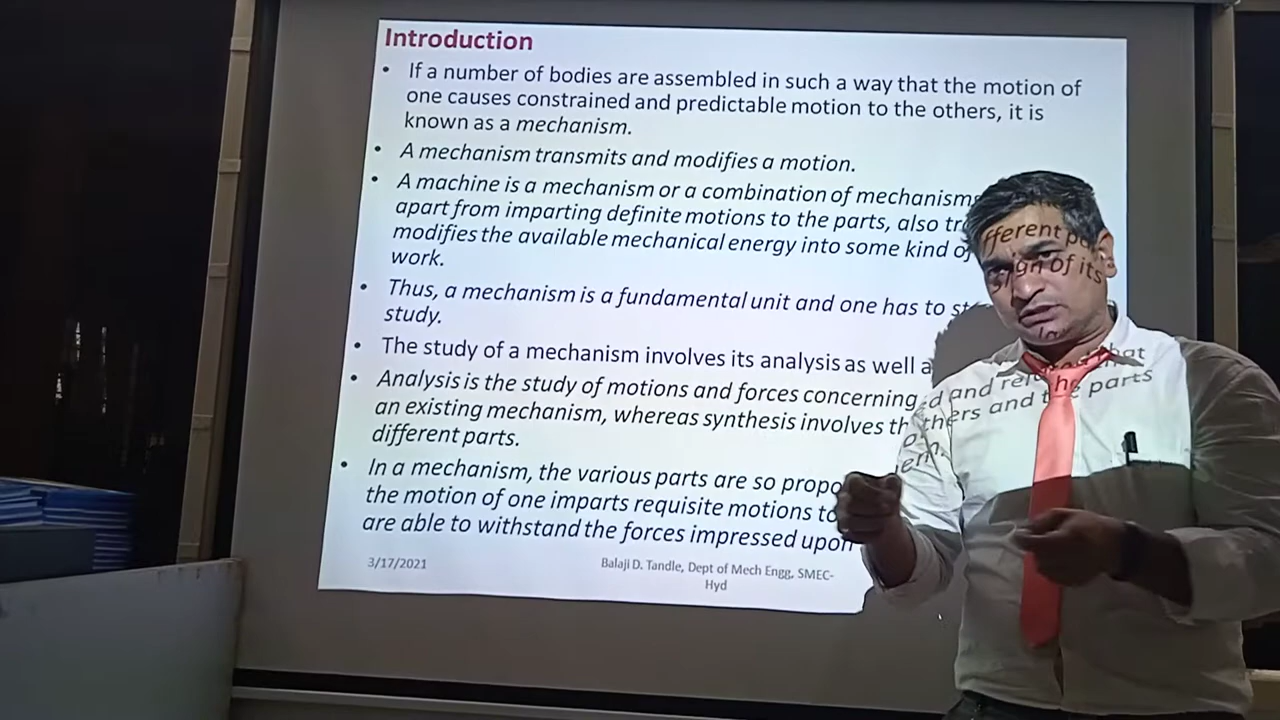 Introduction
• If a number of bodies are assembled in such a way that the motion of
one causes constrained and predictable motion to the others, it is
known as a mechanism.
• A mechanism transmits and modifies a motion.
• A machine is a mechanism or a combination of mechanisms
apart from imparting definite motions to the parts, also
modifies the available mechanical energy into some kind of
work.
• Thus, a mechanism is a fundamental unit and one has to
study.
• The study of a mechanism involves its analysis as well
• Analysis is the study of motions and forces concerning
an existing mechanism, whereas synthesis involves
different parts.
• In a mechanism, the various parts are so
and that
the motion of one imparts requisite motions to others and the parts
are able to withstand the forces impressed upon
3/17/2021
Balaji D. Tandle, Dept of Mech Engg, SMEC-
Hyd